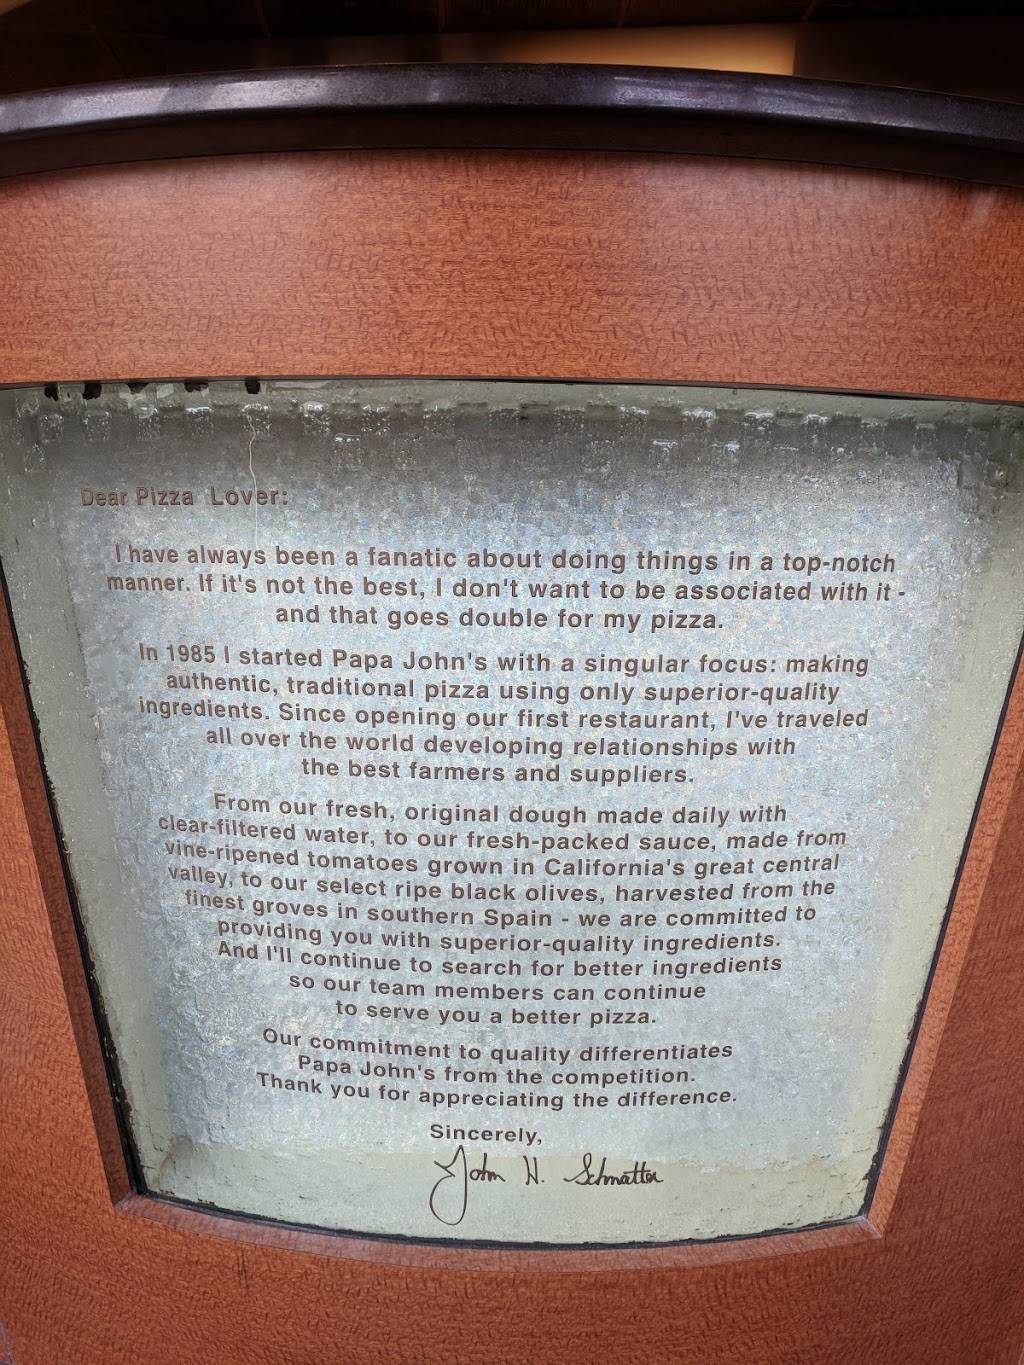 Dear Pizza Lover:
I have always been a fanatic about doing things in a top-notch
manner. If it's not the best, I don't want to be associated with it -
and that goes double for my pizza.
In 1985 I started Papa John's with a singular focus: making
authentic, traditional pizza using only superior-quality
ingredients. Since opening our first restaurant, I've traveled
all over the world developing relationships with
the best farmers and suppliers.
From our fresh, original dough made daily with
clear-filtered water, to our fresh-packed sauce, made from
vine-ripened tomatoes grown in California's great central
valley, to our select ripe black olives, harvested from the
finest groves in southern Spain - we are committed to
providing you with superior-quality ingredients.
And I'll continue to search for better ingredients
so our team members can continue
to serve you a better pizza.
Our commitment to quality differentiates
Papa John's from the competition.
Thank you for appreciating the difference.
Sincerely,
John H. Schnatter